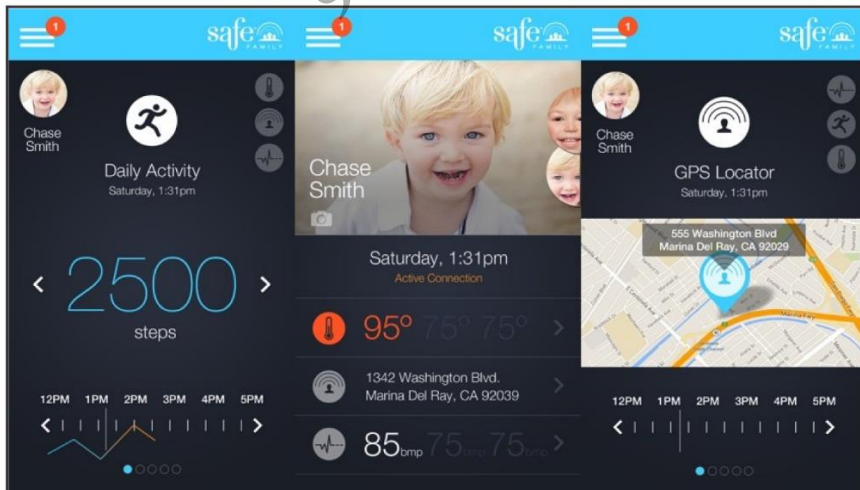 1
safe
FAMILY
Chase
Smith
Daily Activity
Saturday, 1:31pm
2500
steps
12PM 1PM 2PM 3PM 4PM 5PM
1
safe
FAMILY
Chase
Smith
Saturday, 1:31pm
Active Connection
95° 75° 75°
1342 Washington Blvd.
Marina Del Ray, CA 92039
85bmp 75bmp 75bmp
1
safe
FAMILY
Chase
Smith
GPS Locator
Saturday, 1:31pm
555 Washington Blvd
Marina Del Ray, CA 92029
12PM 1PM 2PM 3PM 4PM 5PM